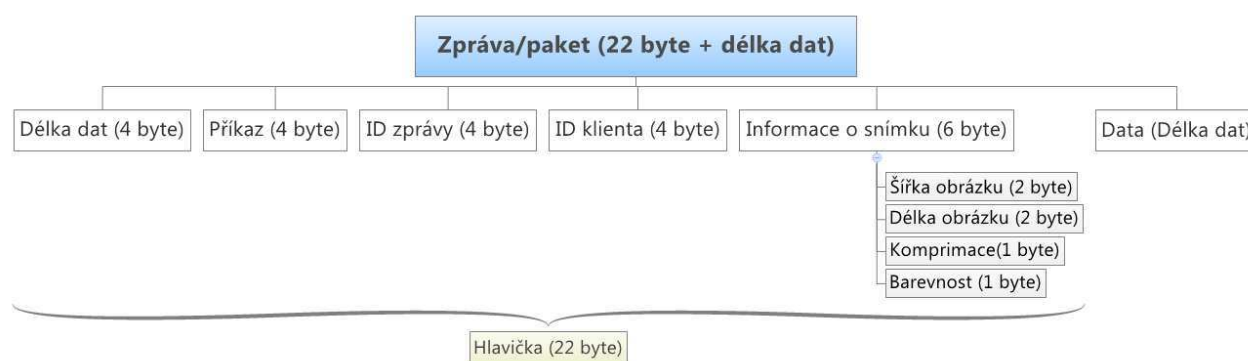 Zpráva/paket (22 byte + délka dat)
Délka dat (4 byte)
Příkaz (4 byte)
ID zprávy (4 byte)
ID klienta (4 byte)
Informace o snímku (6 byte)
Data (Délka dat)
Šířka obrázku (2 byte)
Délka obrázku (2 byte)
Komprimace(1 byte)
Barevnost (1 byte)
Hlavička (22 byte)